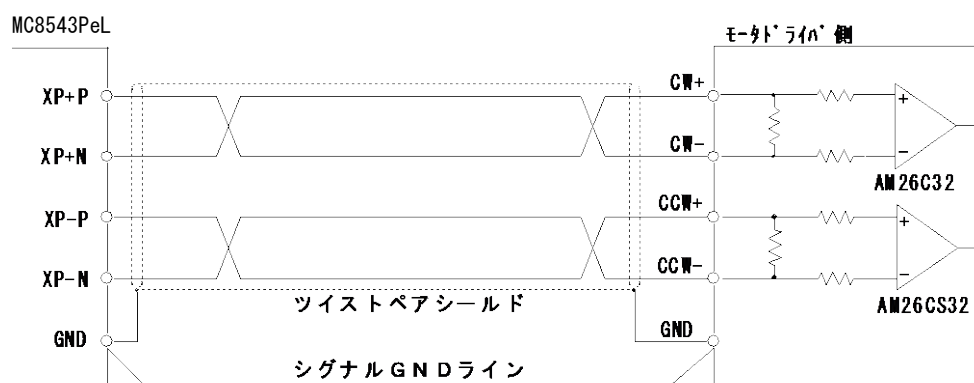 MC8543PeL
ﾓｰﾀﾄﾞﾗｲﾊﾞ側
XP+P
CW+
+
XP+N
CW-
-
AM26C32
XP-P
CCW+
+
XP-N
CCW-
-
AM26CS32
ツイストペアシールド
GND
GND
シグナルGNDライン